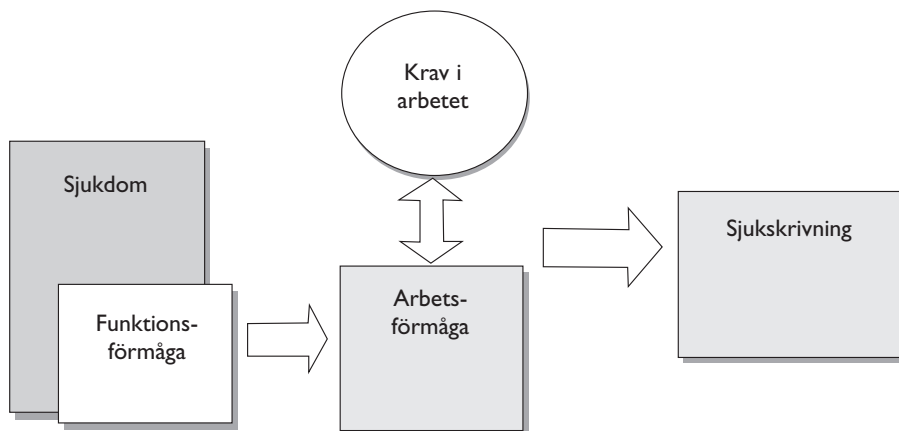 Krav i
arbetet
Sjukdom
Funktions-
förmåga
Arbets-
förmåga
Sjukskrivning